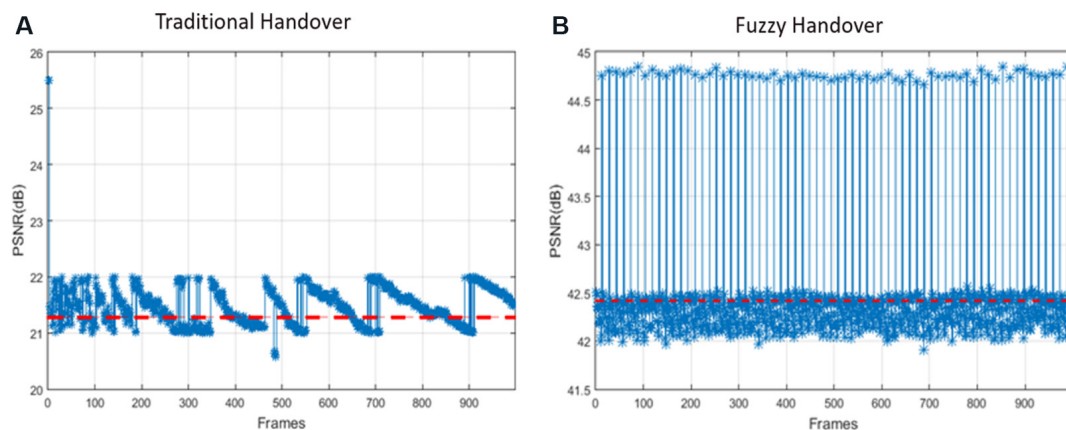 A
Traditional Handover
26
25
24
23
22
21
20
PSNR(dB)
0 100 200 300 400 500 600 700 800 900
Frames
B
Fuzzy Handover
45
44.5
44
43.5
43
42.5
42
41.5
PSNR(dB)
0 100 200 300 400 500 600 700 800 900
Frames